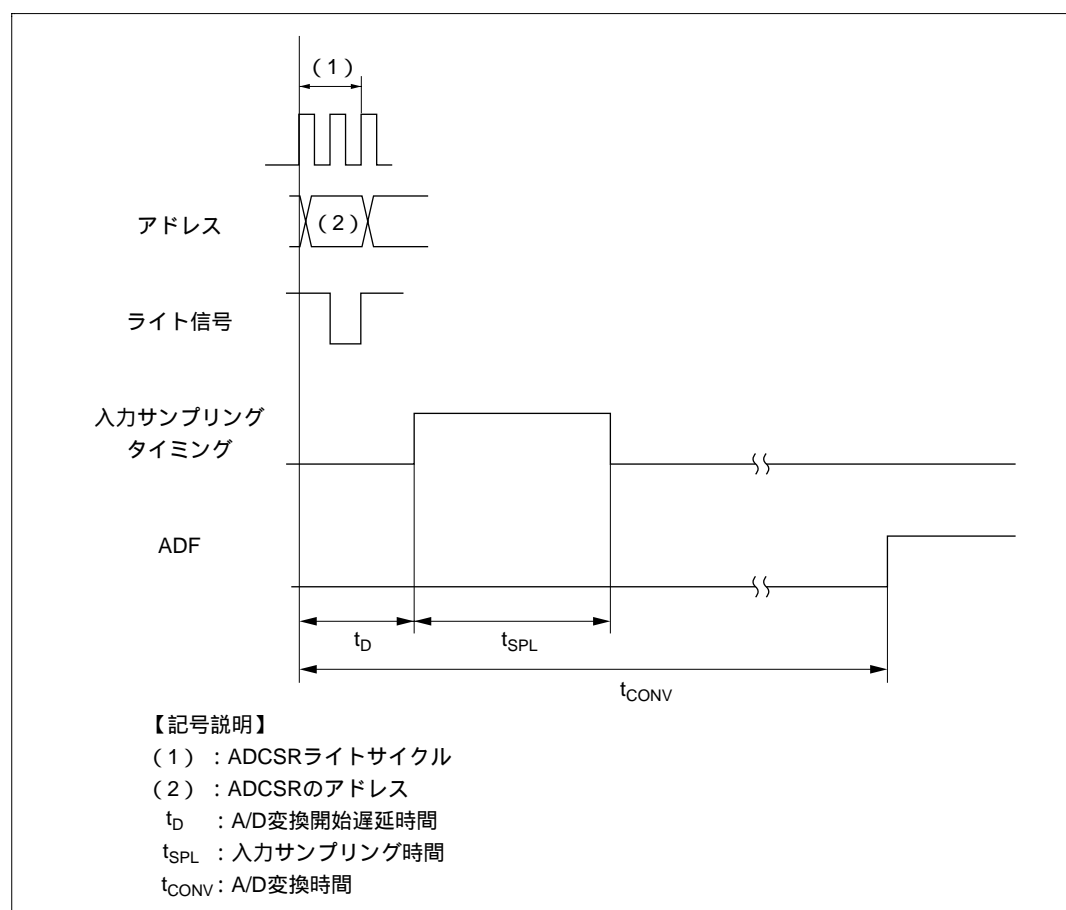 （1）
アドレス
（2）
ライト信号
入力サンプリング
タイミング
ADF
tD
tSPL
tCONV
【記号説明】
（1）：ADCSRライトサイクル
（2）：ADCSRのアドレス
tD ：A/D変換開始遅延時間
tSPL ：入力サンプリング時間
tCONV：A/D変換時間